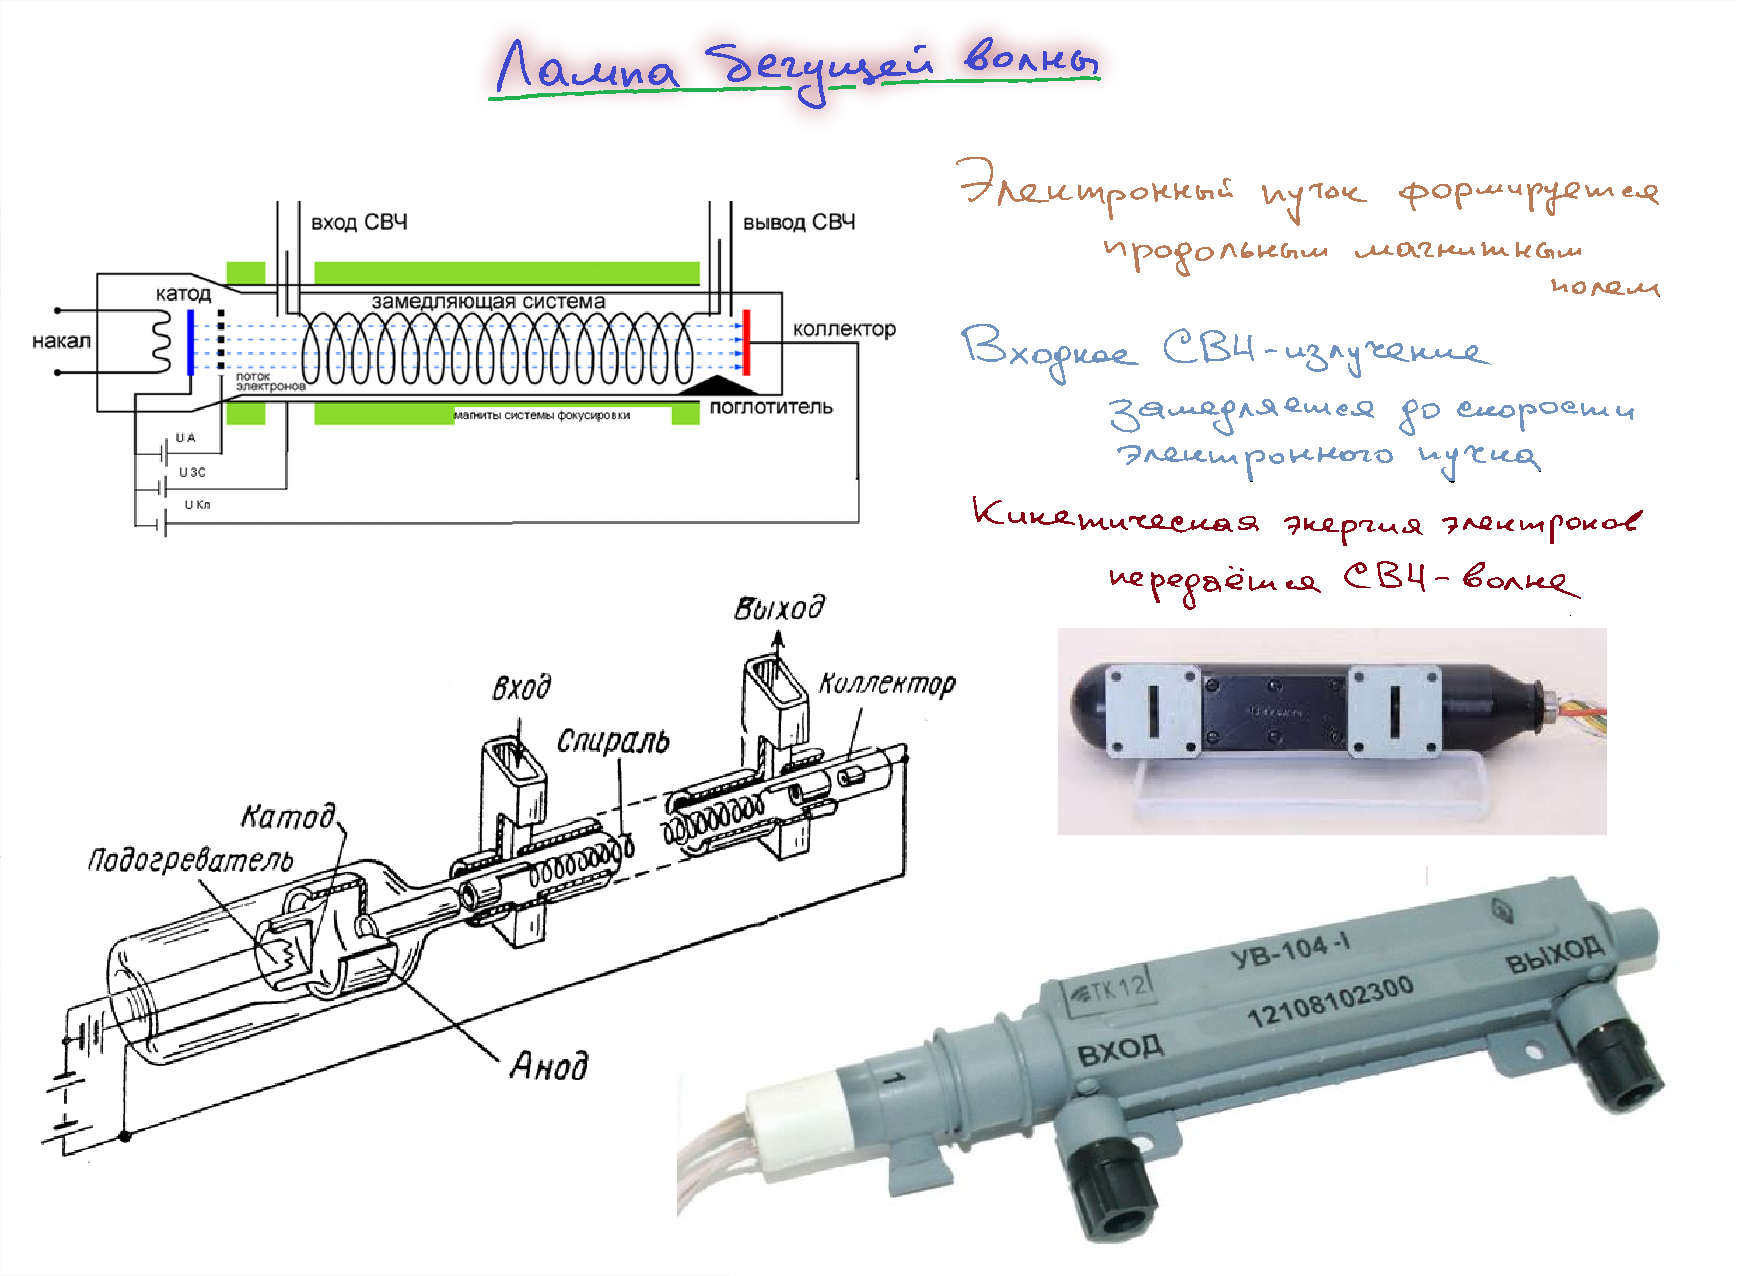 Лампа бегущей волны
вход СВЧ
вывод СВЧ
катод
замедляющая система
накал
коллектор
поток
электронов
магниты системы фокусировки
поглотитель
U А
U ЗС
U Кл
Электронный пучок формируется
продольным магнитным
полем
Входное СВЧ-излучение
замедляется до скорости
электронного пучка
Кинетическая энергия электронов
передаётся СВЧ-волне
Выход
Вход
Коллектор
Спираль
Катод
Подогреватель
Анод
УВ-104-I
ТК12
12108102300
ВЫХОД
ВХОД
1